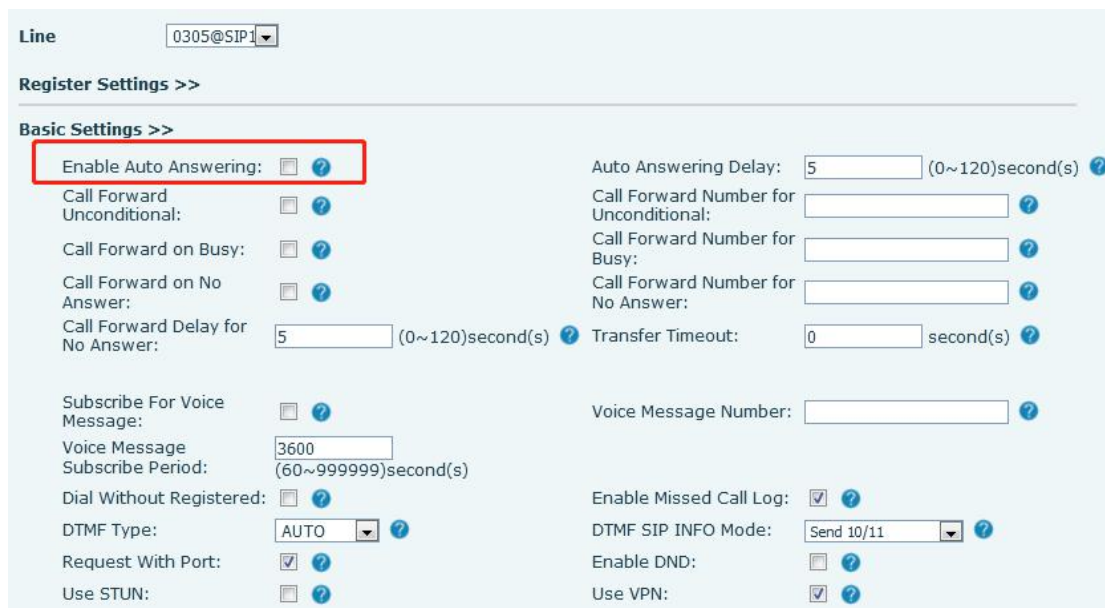 Line 0305@SIP1
Register Settings >>
Basic Settings >>
Enable Auto Answering: ? Auto Answering Delay: 5 (0~120)second(s) ?
Call Forward
Unconditional: ? Call Forward Number for
Unconditional: ?
Call Forward on Busy: ? Call Forward Number for
Busy: ?
Call Forward on No
Answer: ? Call Forward Number for
No Answer: ?
Call Forward Delay for
No Answer: 5 (0~120)second(s) ? Transfer Timeout: 0 second(s) ?
Subscribe For Voice
Message: ? Voice Message Number: ?
Voice Message
Subscribe Period: 3600
(60~999999)second(s)
Dial Without Registered: ? Enable Missed Call Log: ?
DTMF Type: AUTO ? DTMF SIP INFO Mode: Send 10/11 ?
Request With Port: ? Enable DND: ?
Use STUN: ? Use VPN: ?